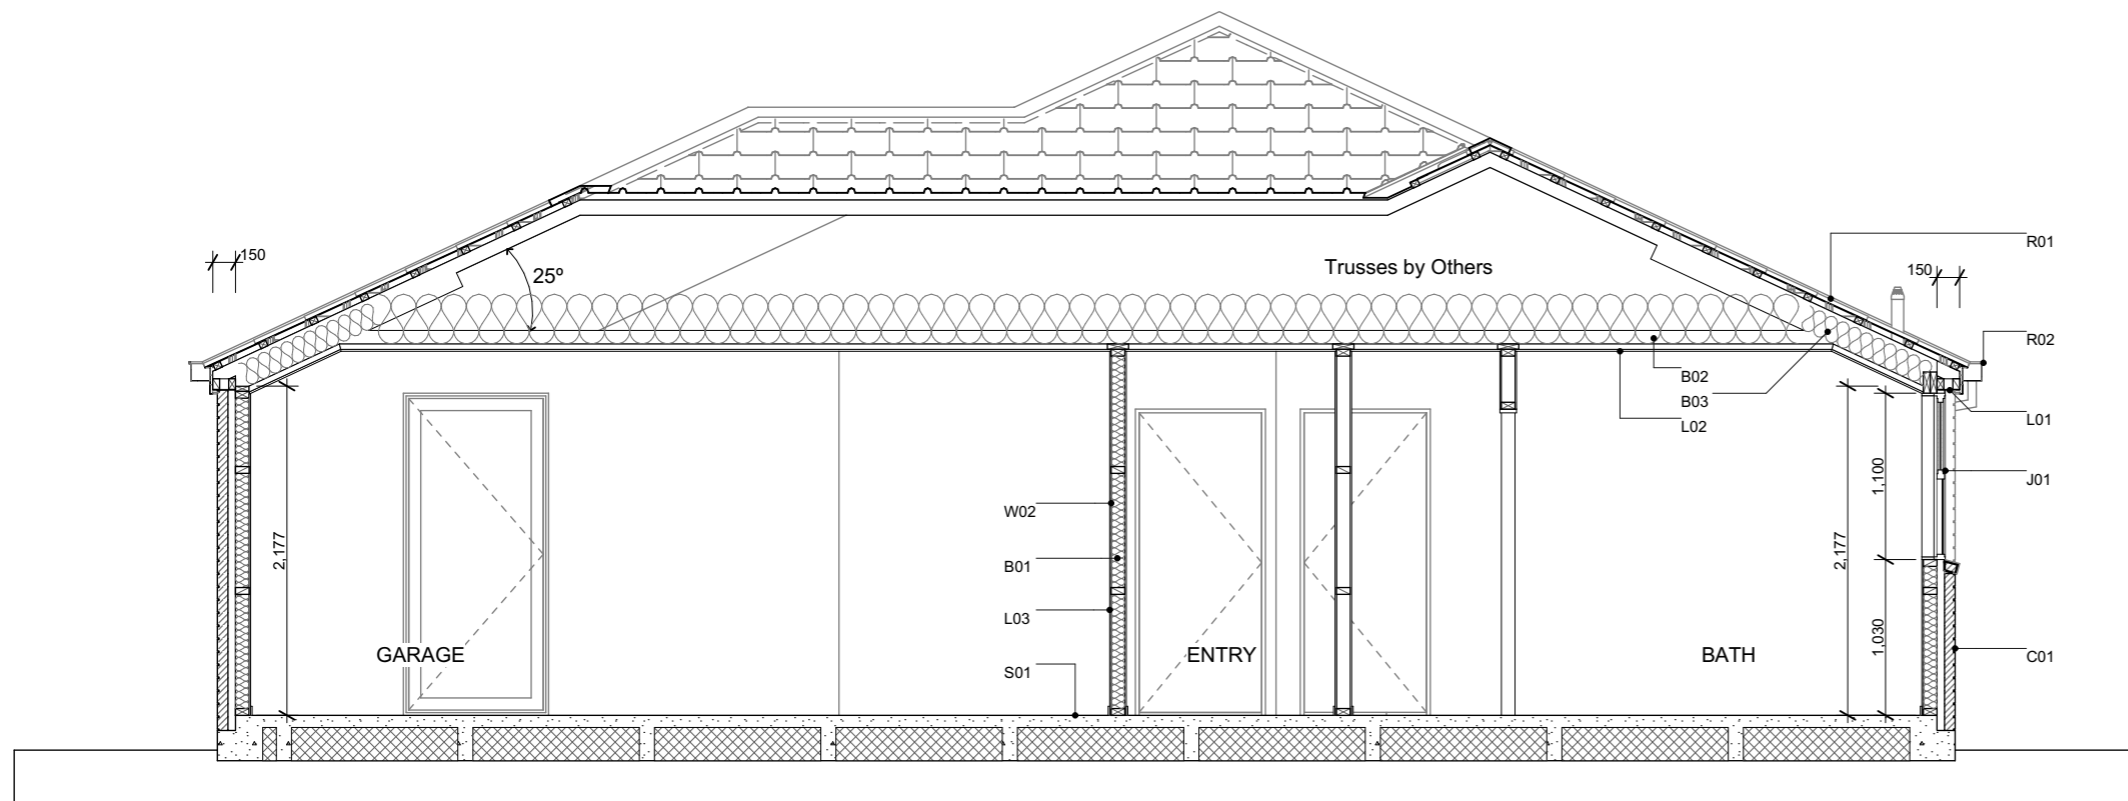 R01
150
150
25º
Trusses by Others
R02
B02
B03
L01
L02
1,100
J01
W02
2,177
2,177
B01
L03
1,030
GARAGE
ENTRY
BATH
C01
S01